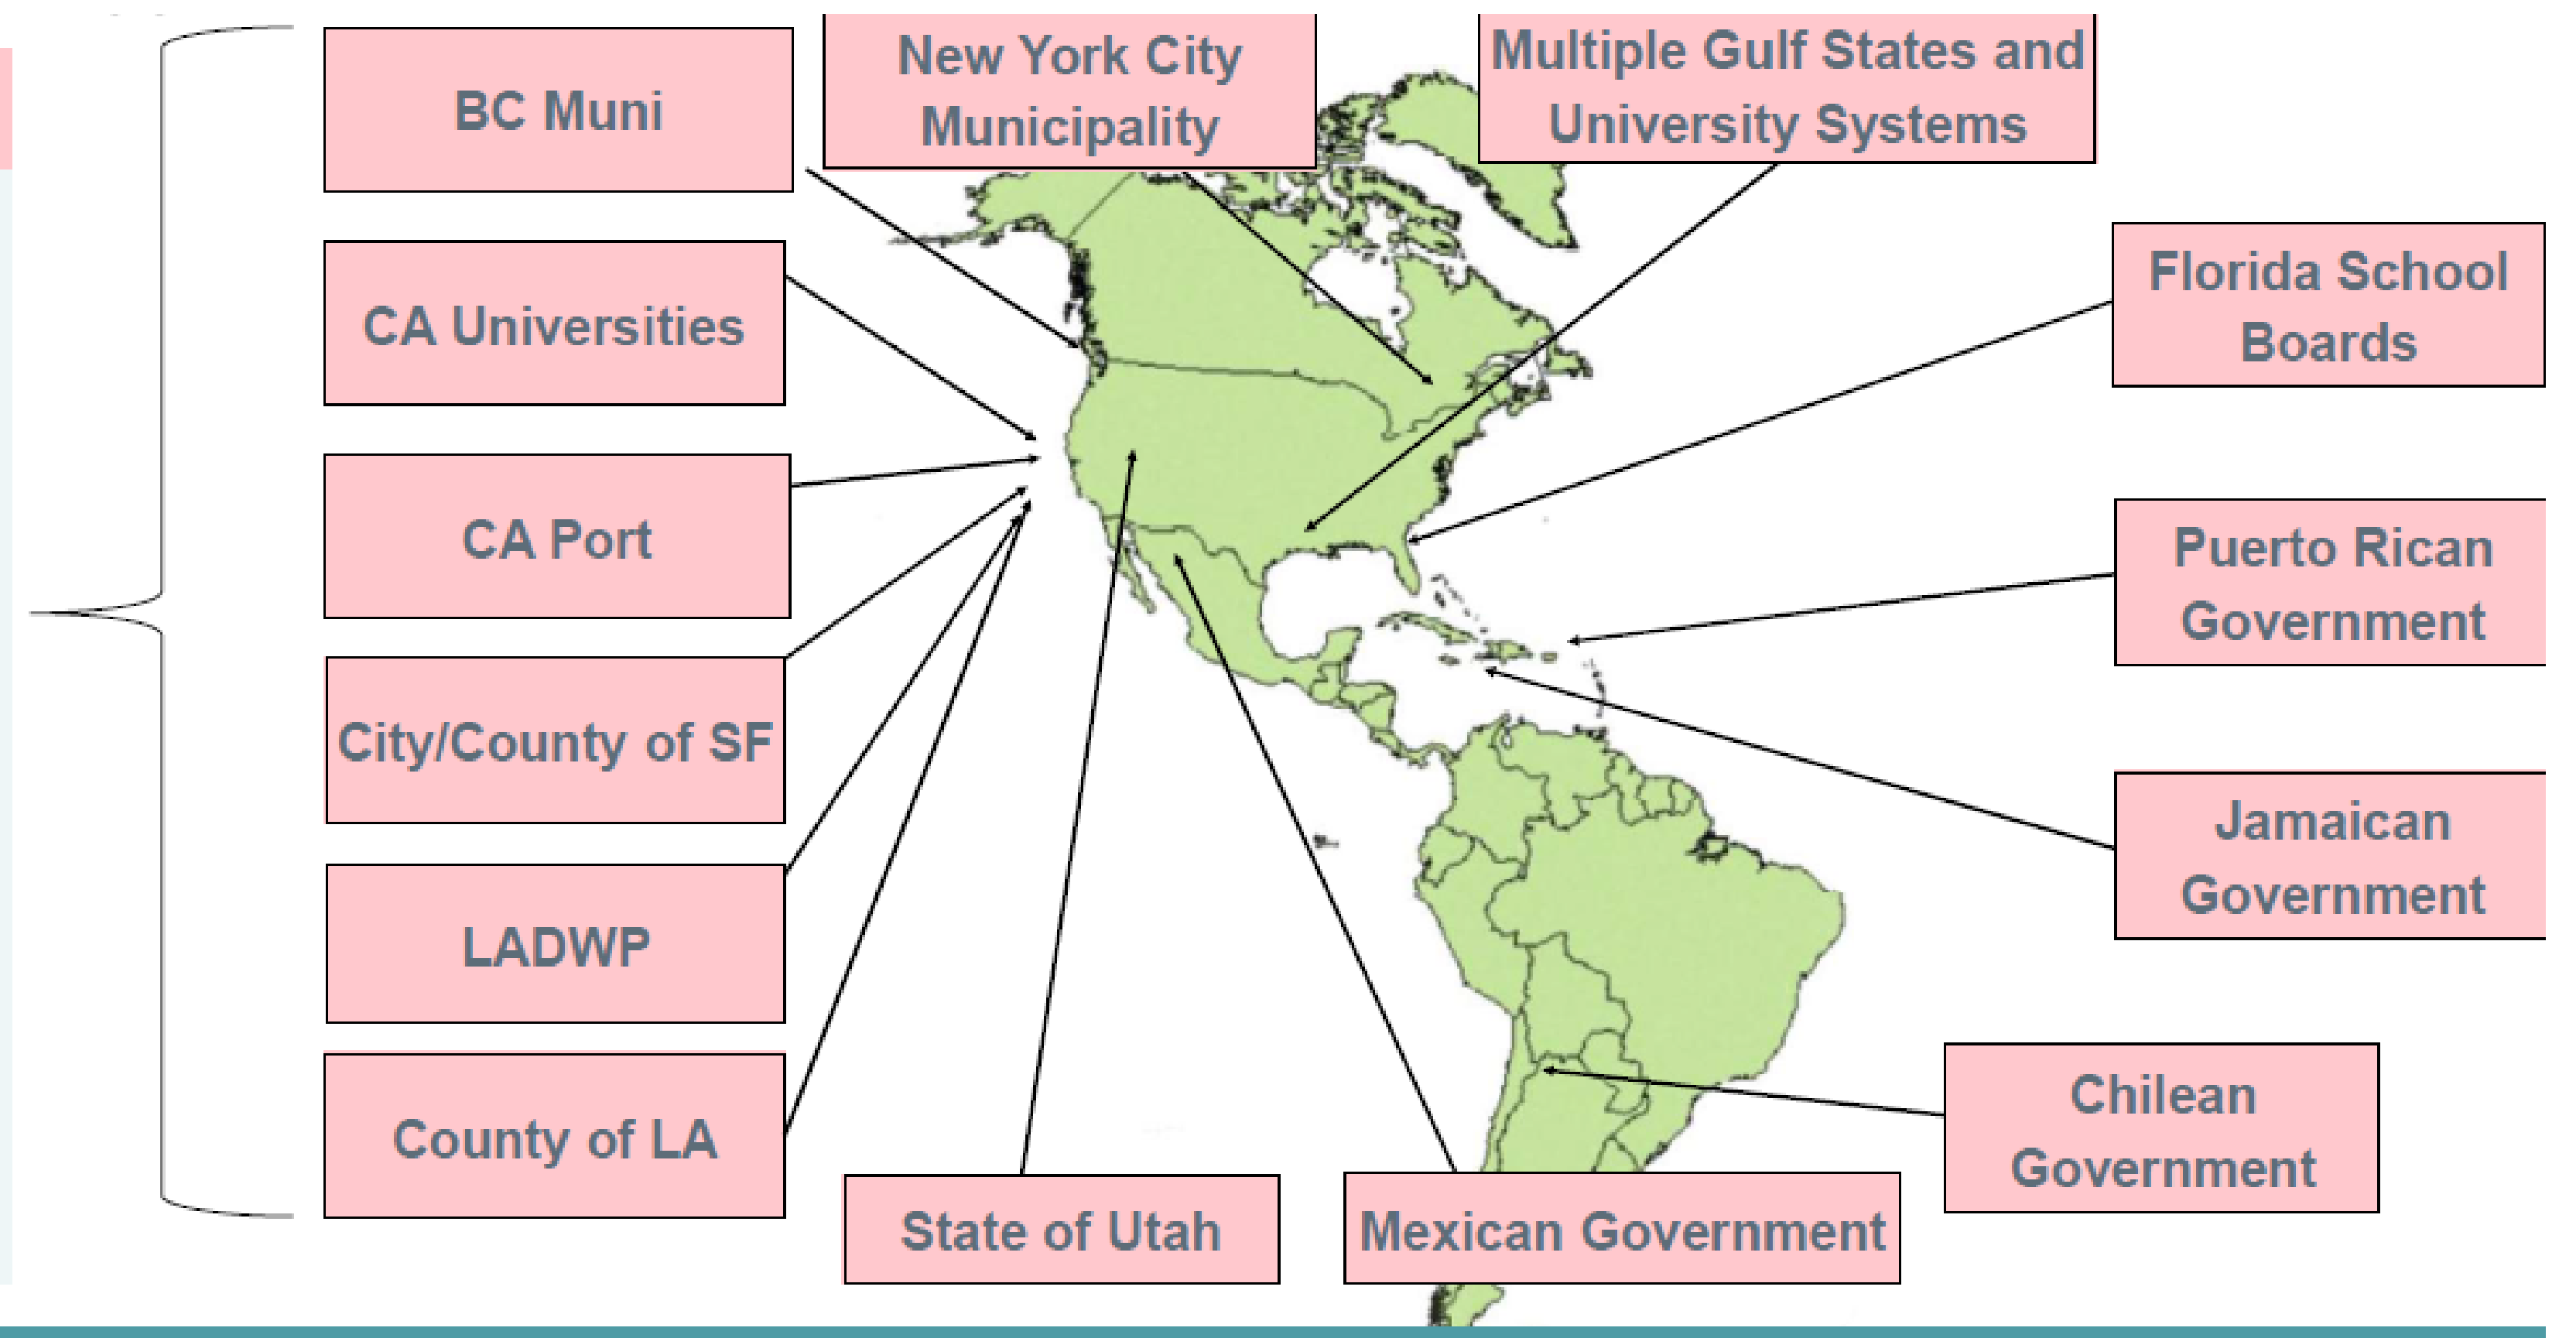 BC Muni
New York City
Municipality
Multiple Gulf States and
University Systems
CA Universities
Florida School
Boards
CA Port
Puerto Rican
Government
City/County of SF
Jamaican
Government
LADWP
County of LA
Chilean
Government
State of Utah
Mexican Government